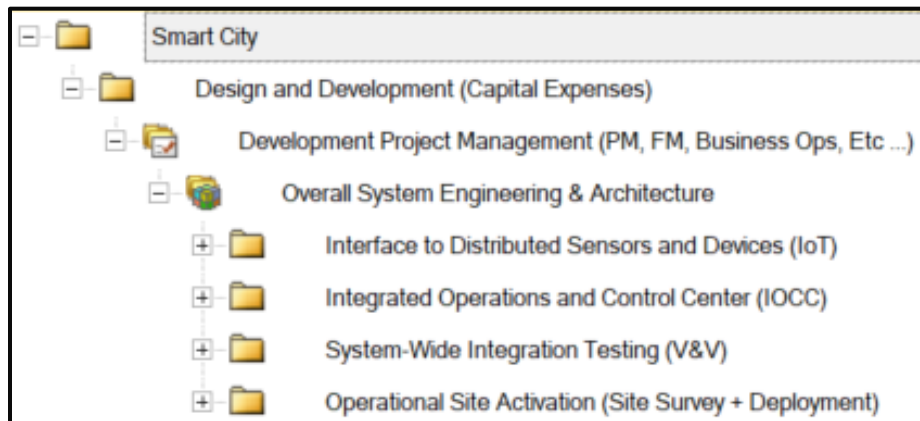 Smart City
Design and Development (Capital Expenses)
Development Project Management (PM, FM, Business Ops, Etc ...)
Overall System Engineering & Architecture
Interface to Distributed Sensors and Devices (IoT)
Integrated Operations and Control Center (IOCC)
System-Wide Integration Testing (V&V)
Operational Site Activation (Site Survey + Deployment)